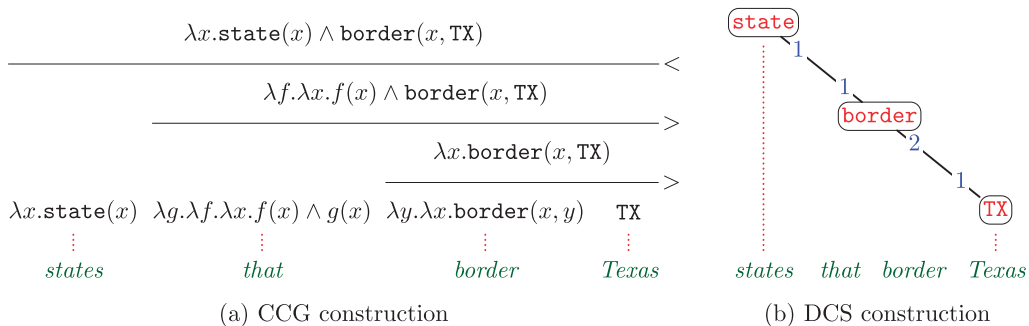 λx.state(x) ∧ border(x, TX)
<
λf.λx.f(x) ∧ border(x, TX)
>
λx.border(x, TX)
>
λx.state(x) λg.λf.λx.f(x) ∧ g(x) λy.λx.border(x, y) TX
states that border Texas
(a) CCG construction
state
1
1
border
2
1
TX
states that border Texas
(b) DCS construction